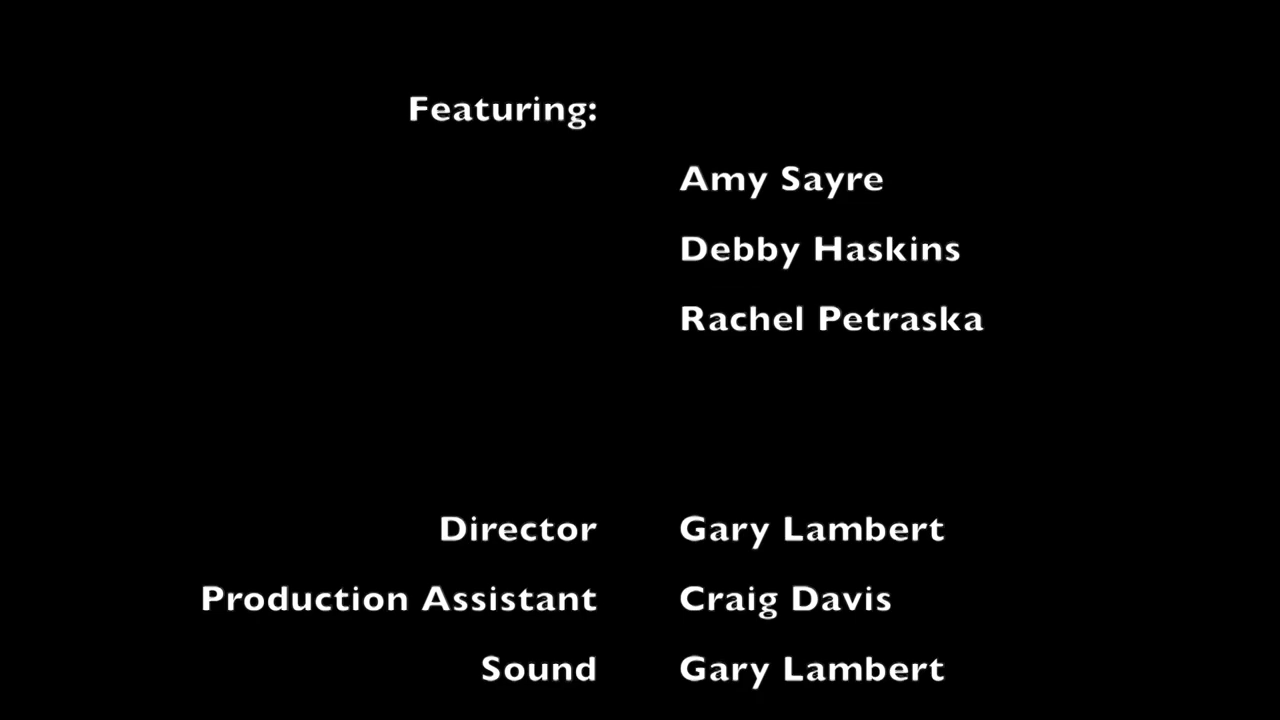 Featuring:
Amy Sayre
Debby Haskins
Rachel Petraska
Director Gary Lambert
Production Assistant Craig Davis
Sound Gary Lambert